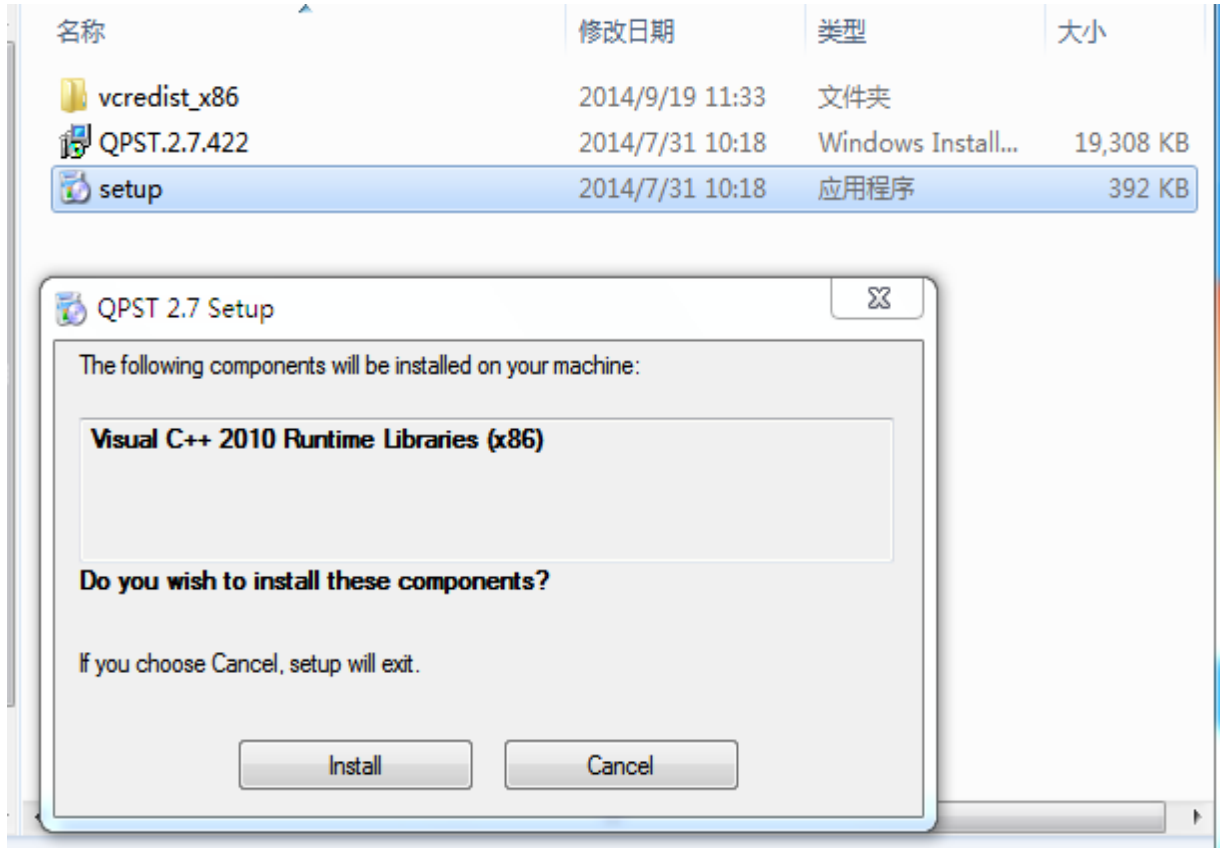 名称 修改日期 类型 大小
vcredist_x86 2014/9/19 11:33 文件夹
QPST.2.7.422 2014/7/31 10:18 Windows Install... 19,308 KB
setup 2014/7/31 10:18 应用程序 392 KB
QPST 2.7 Setup
The following components will be installed on your machine:
Visual C++ 2010 Runtime Libraries (x86)
Do you wish to install these components?
If you choose Cancel, setup will exit.
Install Cancel